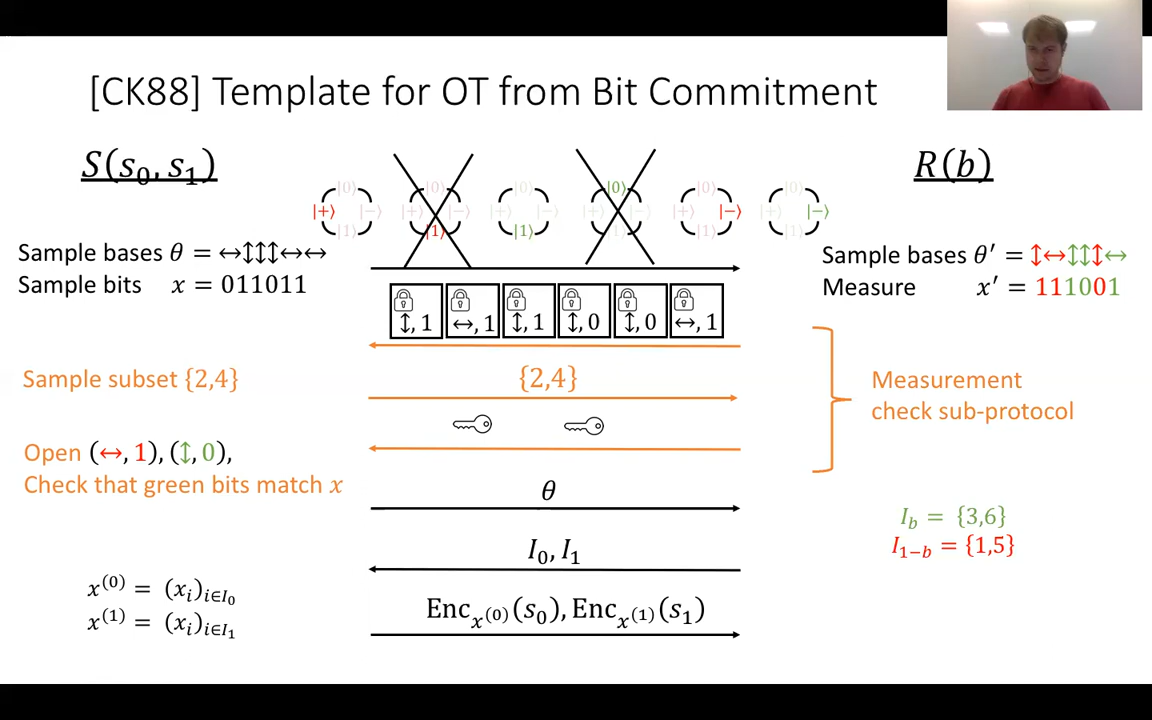 [CK88] Template for OT from Bit Commitment
S(s₀, s₁)
R(b)
|0⟩ |0⟩ |0⟩ |0⟩ |0⟩ |0⟩
|+⟩ |−⟩ |+⟩ |−⟩ |+⟩ |−⟩ |+⟩ |−⟩ |+⟩ |−⟩ |+⟩ |−⟩
|1⟩ |1⟩ |1⟩ |1⟩ |1⟩ |1⟩
Sample bases θ = ↔↕↕↕↔↔
Sample bits x = 011011
Sample bases θ′ = ↕↔↕↕↕↔
Measure x′ = 111001
↕, 1 ↔, 1 ↕, 1 ↕, 0 ↕, 0 ↔, 1
Sample subset {2,4}
{2,4}
Measurement
check sub-protocol
Open (↔, 1), (↕, 0),
Check that green bits match x
θ
I_b = {3,6}
I_{1−b} = {1,5}
I₀, I₁
x⁽⁰⁾ = (xᵢ)_{i∈I₀}
x⁽¹⁾ = (xᵢ)_{i∈I₁}
Enc_{x⁽⁰⁾}(s₀), Enc_{x⁽¹⁾}(s₁)